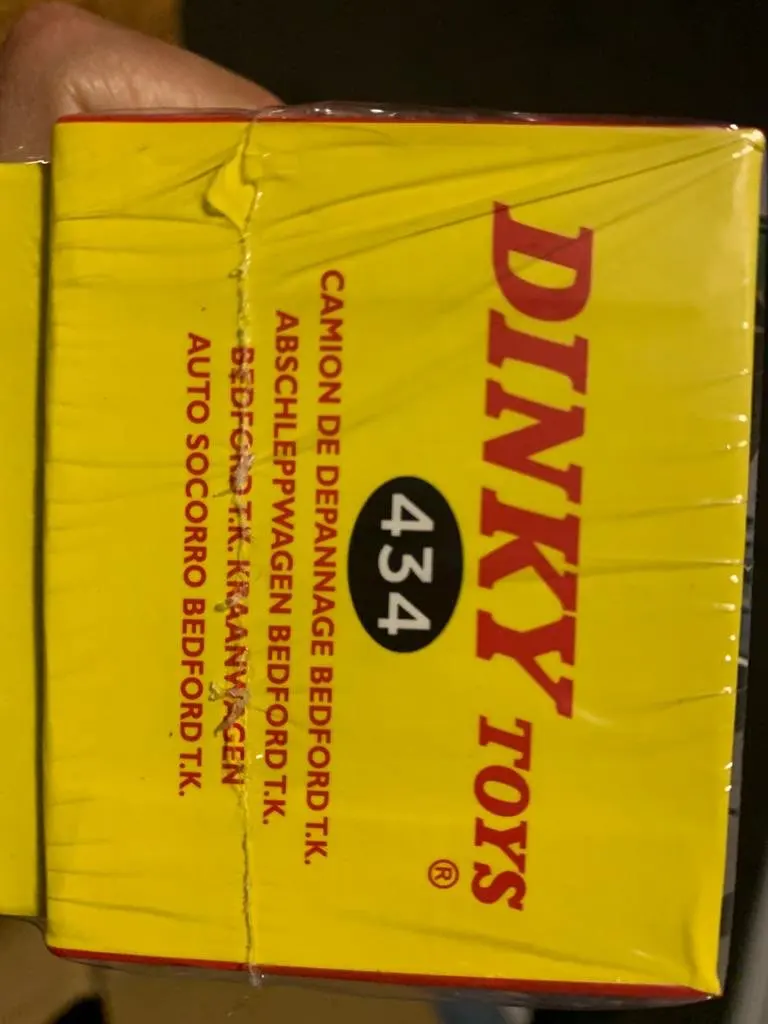 DINKY TOYS®
434
CAMION DE DEPANNAGE BEDFORD T.K.
ABSCHLEPPWAGEN BEDFORD T.K.
BEDFORD T.K. KRAANWAGEN
AUTO SOCORRO BEDFORD T.K.